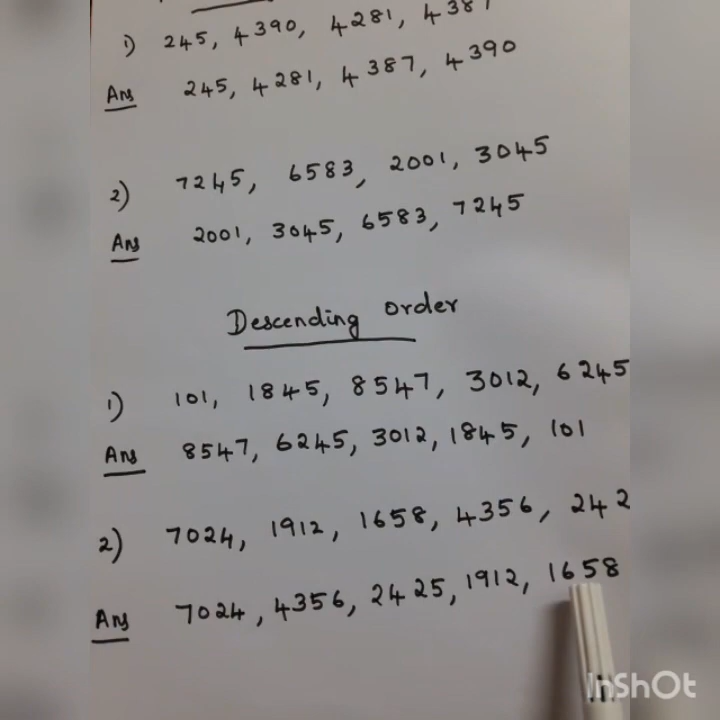 1) 245, 4390, 4281, 4387
Ans 245, 4281, 4387, 4390
2) 7245, 6583, 2001, 3045
Ans 2001, 3045, 6583, 7245
Descending order
1) 101, 1845, 8547, 3012, 6245
Ans 8547, 6245, 3012, 1845, 101
2) 7024, 1912, 1658, 4356, 242
Ans 7024, 4356, 2425, 1912, 1658
InShOt